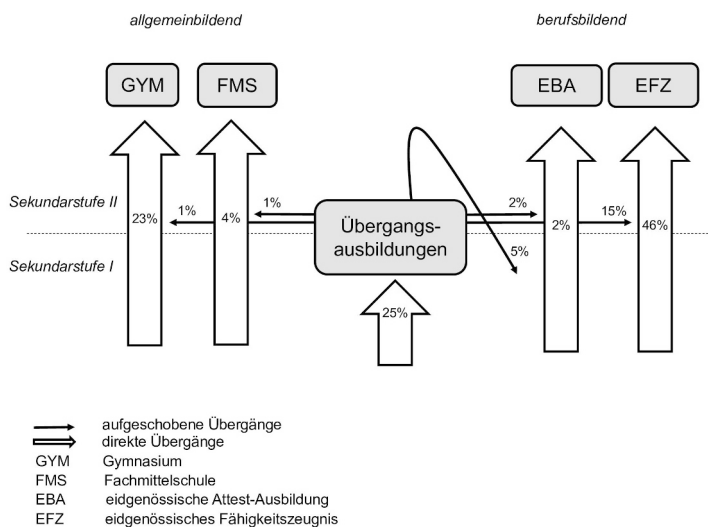 allgemeinbildend berufsbildend
GYM FMS EBA EFZ
Sekundarstufe II
1% 1% 2% 15%
23% 4% 2% 46%
Übergangs-
ausbildungen
5%
Sekundarstufe I
25%
aufgeschobene Übergänge
direkte Übergänge
GYM Gymnasium
FMS Fachmittelschule
EBA eidgenössische Attest-Ausbildung
EFZ eidgenössisches Fähigkeitszeugnis